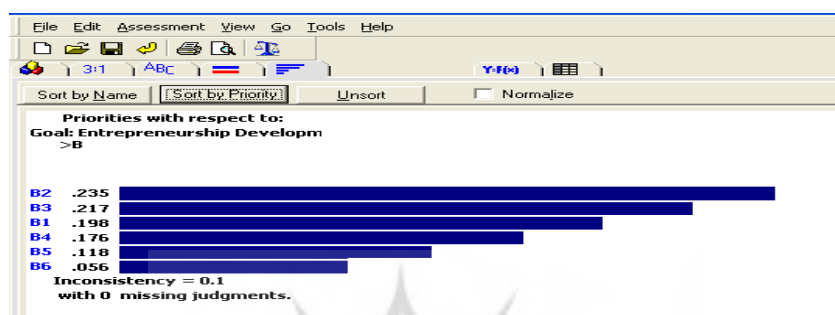 File Edit Assessment View Go Tools Help
3:1 ABC Y=F(x)
Sort by Name Sort by Priority Unsort Normalize
Priorities with respect to:
Goal: Entrepreneurship Developm
>B
B2 .235
B3 .217
B1 .198
B4 .176
B5 .118
B6 .056
Inconsistency = 0.1
with 0 missing judgments.